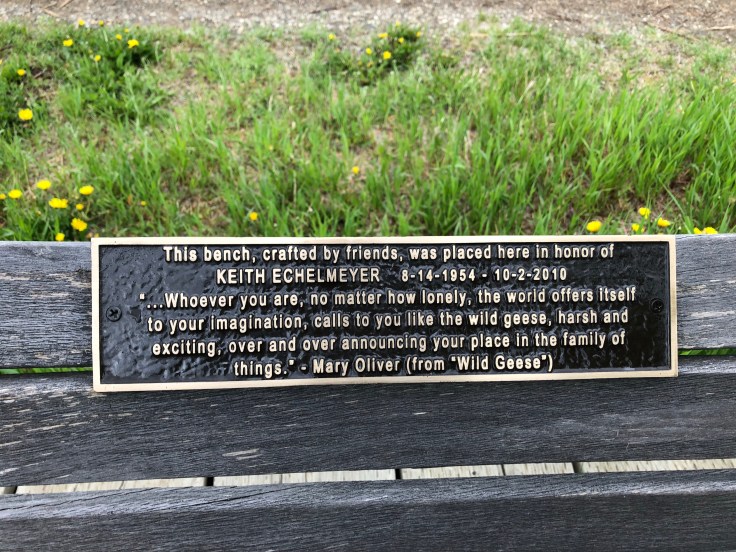 This bench, crafted by friends, was placed here in honor of
KEITH ECHELMEYER 8-14-1954 - 10-2-2010
"...Whoever you are, no matter how lonely, the world offers itself
to your imagination, calls to you like the wild geese, harsh and
exciting, over and over announcing your place in the family of
things." - Mary Oliver (from "Wild Geese")